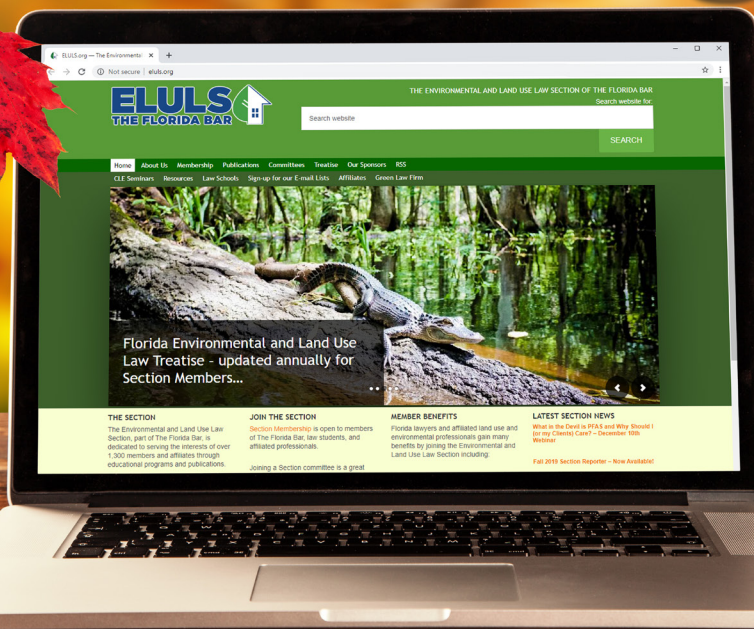 ELULS.org — The Environmental
Not secure | eluls.org
ELULS
THE FLORIDA BAR
THE ENVIRONMENTAL AND LAND USE LAW SECTION OF THE FLORIDA BAR
Search website for:
Search website
SEARCH
Home About Us Membership Publications Committees Treatise Our Sponsors RSS
CLE Seminars Resources Law Schools Sign-up for our E-mail Lists Affiliates Green Law Firm
Florida Environmental and Land Use
Law Treatise - updated annually for
Section Members...
THE SECTION
The Environmental and Land Use Law
Section, part of The Florida Bar, is
dedicated to serving the interests of over
1,300 members and affiliates through
educational programs and publications.
JOIN THE SECTION
Section Membership is open to members
of The Florida Bar, law students, and
affiliated professionals.
Joining a Section committee is a great
MEMBER BENEFITS
Florida lawyers and affiliated land use and
environmental professionals gain many
benefits by joining the Environmental and
Land Use Law Section including:
LATEST SECTION NEWS
What in the Devil is PFAS and Why Should I
(or my Clients) Care? – December 10th
Webinar
Fall 2019 Section Reporter – Now Available!